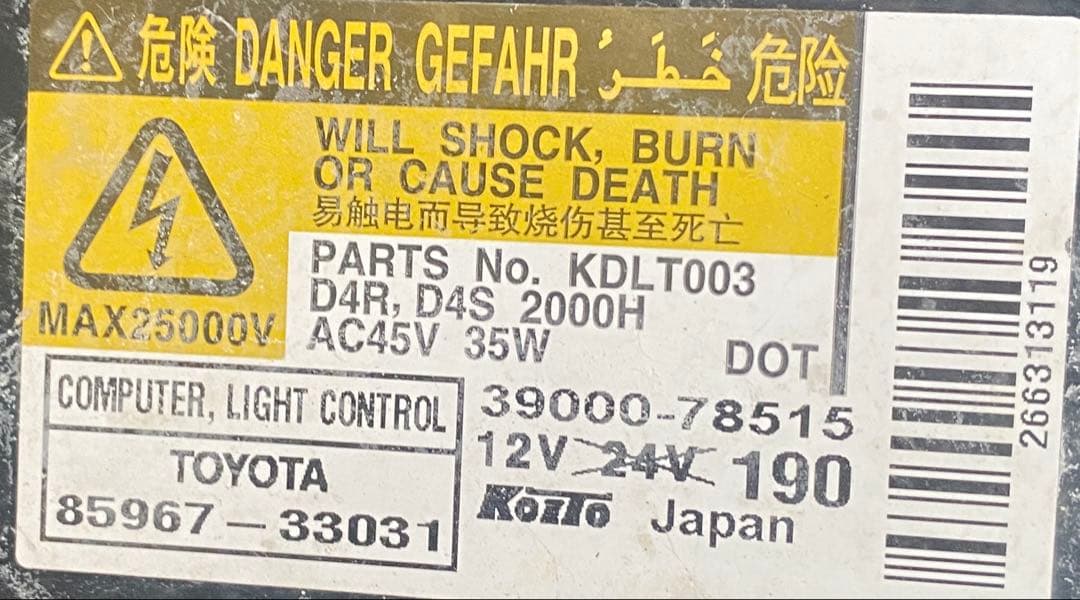 危険 DANGER GEFAHR خَطَرُ 危险
WILL SHOCK, BURN
OR CAUSE DEATH
易触电而导致烧伤甚至死亡
MAX25000V
PARTS No. KDLT003
D4R, D4S 2000H
AC45V 35W
DOT
COMPUTER, LIGHT CONTROL
TOYOTA
85967-33031
39000-78515
12V 24V 190
KOITO Japan
266313119